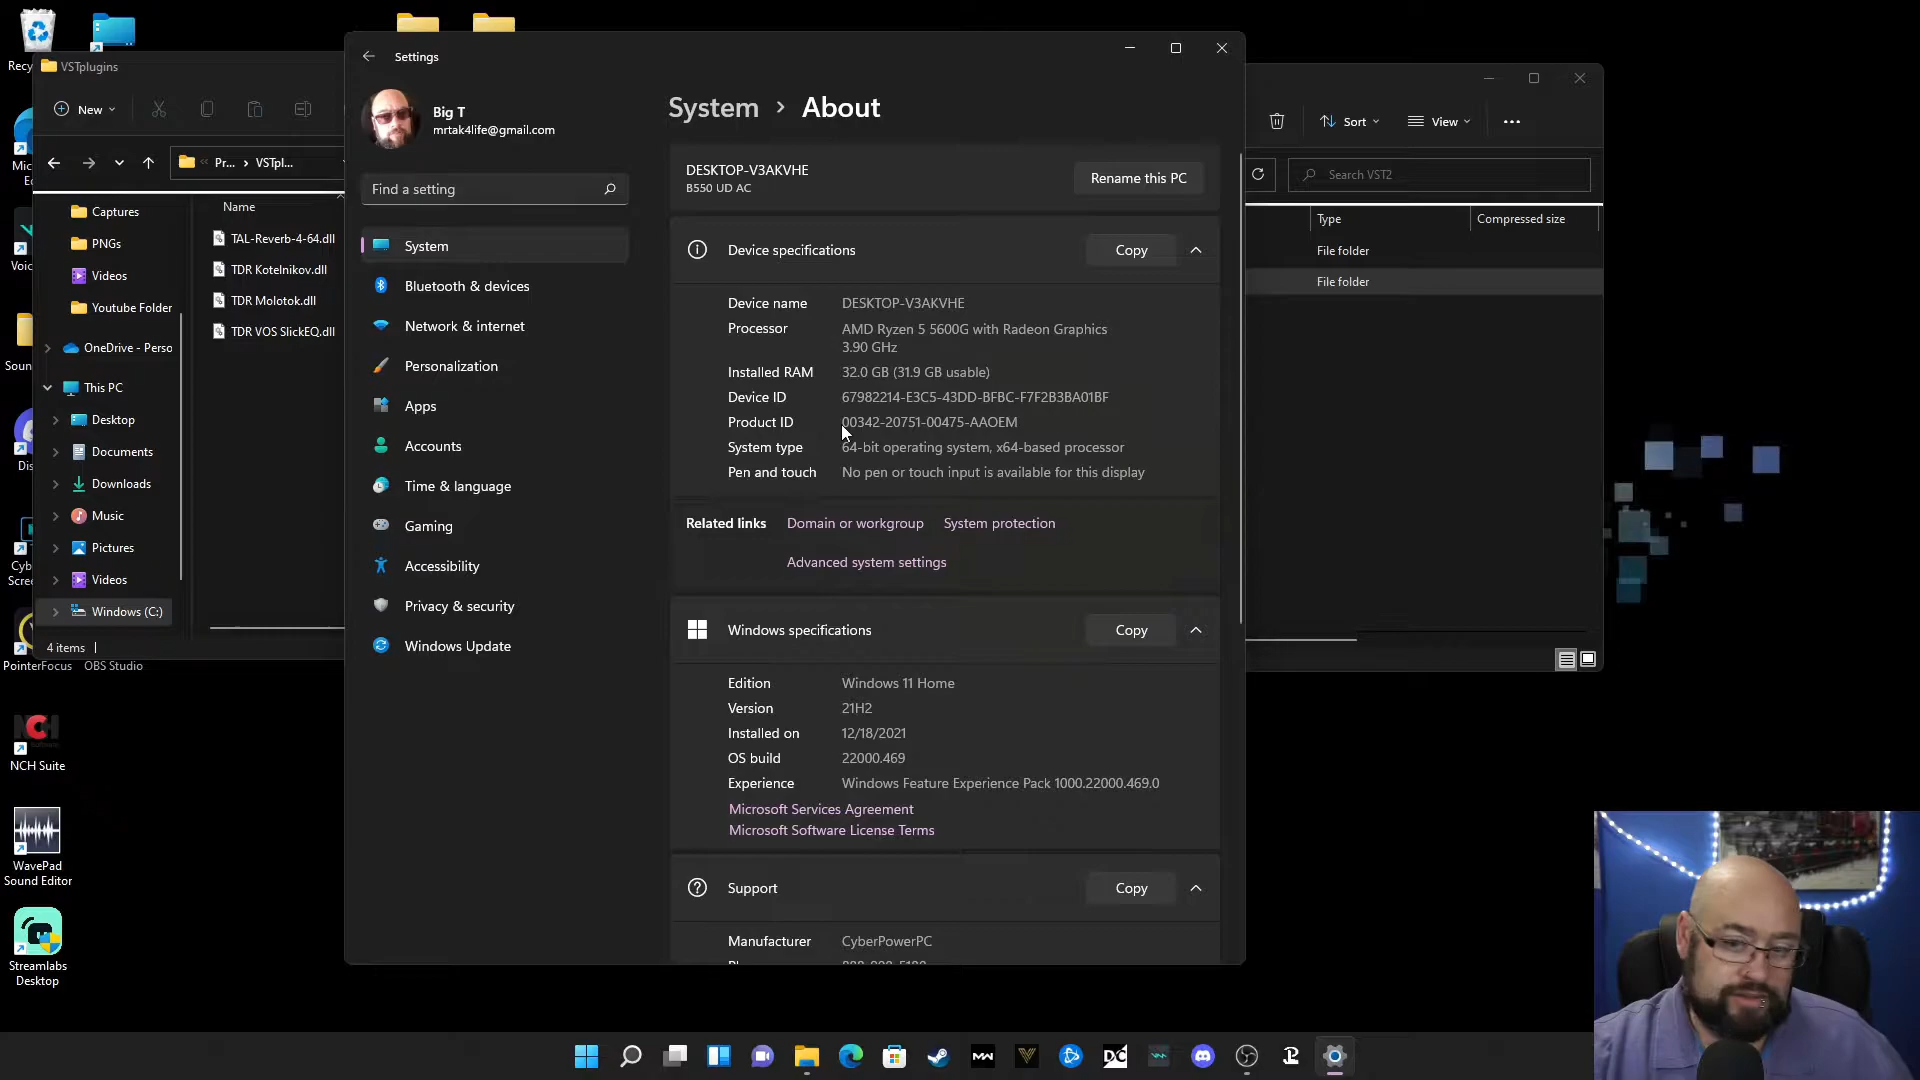 Settings
Big T
mrtak4life@gmail.com
Find a setting
System
Bluetooth & devices
Network & internet
Personalization
Apps
Accounts
Time & language
Gaming
Accessibility
Privacy & security
Windows Update
System > About
DESKTOP-V3AKVHE
B550 UD AC
Rename this PC
Device specifications
Copy
Device name DESKTOP-V3AKVHE
Processor AMD Ryzen 5 5600G with Radeon Graphics
3.90 GHz
Installed RAM 32.0 GB (31.9 GB usable)
Device ID 67982214-E3C5-43DD-BFBC-F7F2B3BA01BF
Product ID 00342-20751-00475-AAOEM
System type 64-bit operating system, x64-based processor
Pen and touch No pen or touch input is available for this display
Related links Domain or workgroup System protection
Advanced system settings
Windows specifications
Copy
Edition Windows 11 Home
Version 21H2
Installed on 12/18/2021
OS build 22000.469
Experience Windows Feature Experience Pack 1000.22000.469.0
Microsoft Services Agreement
Microsoft Software License Terms
Support
Copy
Manufacturer CyberPowerPC
VSTplugins
New
Pr... > VSTpl...
Name
Captures
PNGs
Videos
Youtube Folder
OneDrive - Perso
This PC
Desktop
Documents
Downloads
Music
Pictures
Videos
Windows (C:)
TAL-Reverb-4-64.dll
TDR Kotelnikov.dll
TDR Molotok.dll
TDR VOS SlickEQ.dll
4 items
Sort
View
Search VST2
Type
Compressed size
File folder
File folder
Recy
Mic
Voic
Soun
Dis
Cyb
Scre
PointerFocus
OBS Studio
NCH
NCH Suite
WavePad
Sound Editor
Streamlabs
Desktop
MW
V
DC